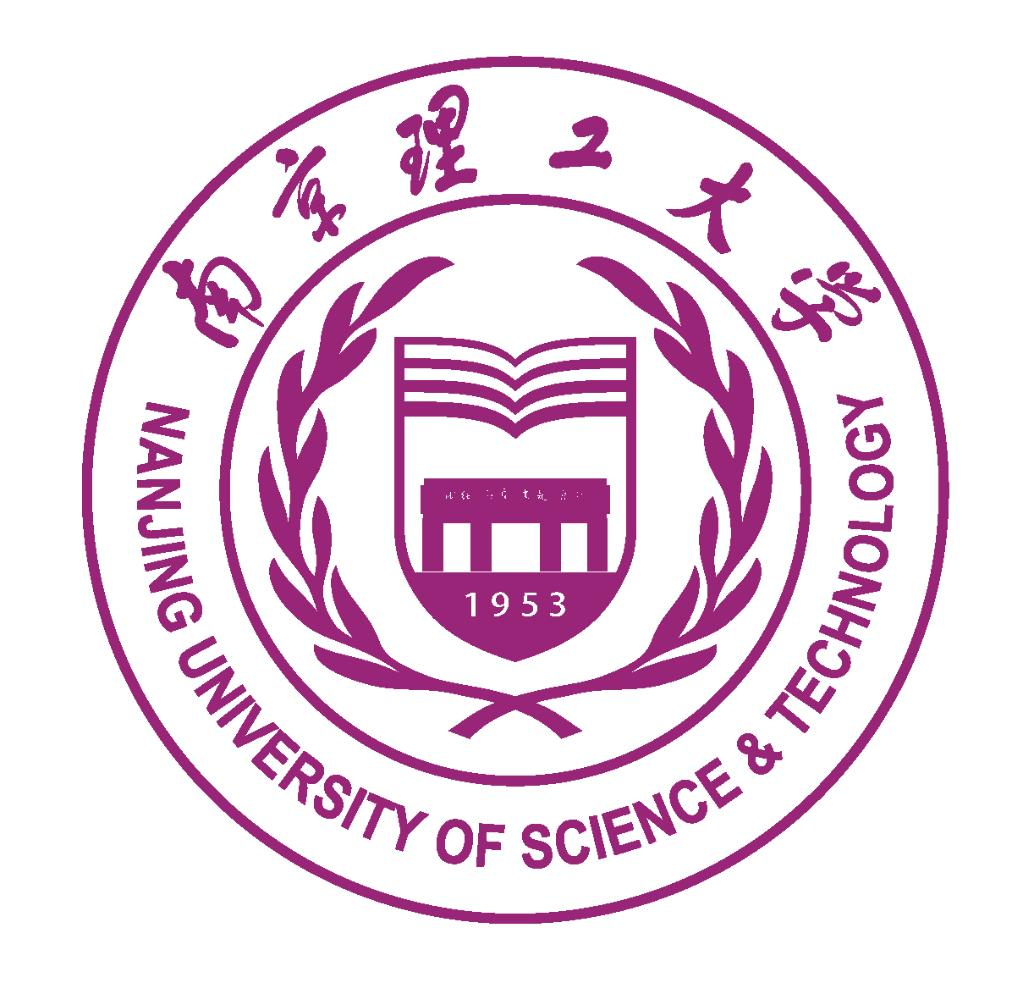 南京理工大学
1953
NANJING UNIVERSITY OF SCIENCE & TECHNOLOGY